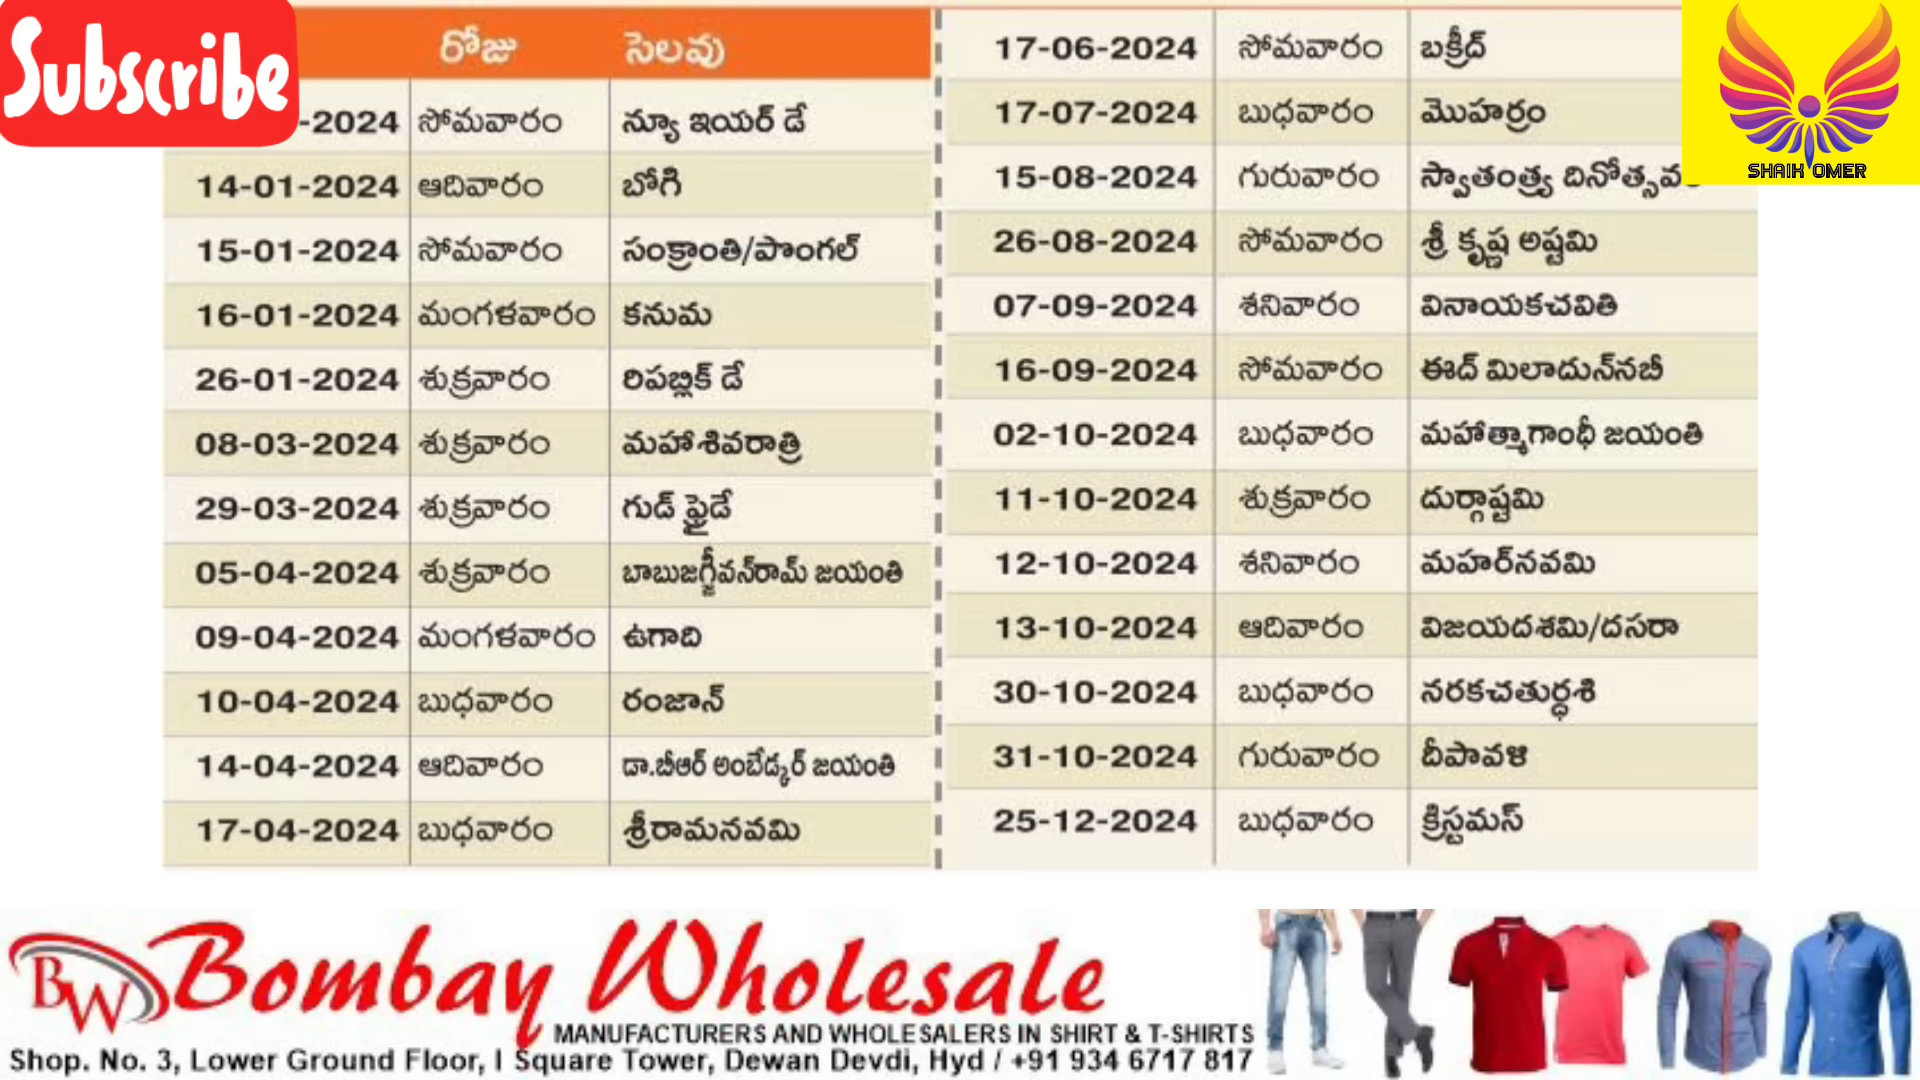 Subscribe
రోజు సెలవు
-2024 సోమవారం న్యూ ఇయర్ డే
14-01-2024 ఆదివారం బోగి
15-01-2024 సోమవారం సంక్రాంతి/పొంగల్
16-01-2024 మంగళవారం కనుమ
26-01-2024 శుక్రవారం రిపబ్లిక్ డే
08-03-2024 శుక్రవారం మహాశివరాత్రి
29-03-2024 శుక్రవారం గుడ్ ఫ్రైడే
05-04-2024 శుక్రవారం బాబుజగ్జీవన్‌రామ్ జయంతి
09-04-2024 మంగళవారం ఉగాది
10-04-2024 బుధవారం రంజాన్
14-04-2024 ఆదివారం డా.బీఆర్ అంబేడ్కర్ జయంతి
17-04-2024 బుధవారం శ్రీరామనవమి
17-06-2024 సోమవారం బక్రీద్
17-07-2024 బుధవారం మొహర్రం
15-08-2024 గురువారం స్వాతంత్ర్య
26-08-2024 సోమవారం శ్రీ కృష్ణ అష్టమి
07-09-2024 శనివారం వినాయకచవితి
16-09-2024 సోమవారం ఈద్ మిలాదున్‌నబీ
02-10-2024 బుధవారం మహాత్మాగాంధీ జయంతి
11-10-2024 శుక్రవారం దుర్గాష్టమి
12-10-2024 శనివారం మహర్‌నవమి
13-10-2024 ఆదివారం విజయదశమి/దసరా
30-10-2024 బుధవారం నరకచతుర్ధశి
31-10-2024 గురువారం దీపావళి
25-12-2024 బుధవారం క్రిస్టమస్
SHAIK OMER
BW Bombay Wholesale
MANUFACTURERS AND WHOLESALERS IN SHIRT & T-SHIRTS
Shop. No. 3, Lower Ground Floor, I Square Tower, Dewan Devdi, Hyd / +91 934 6717 817